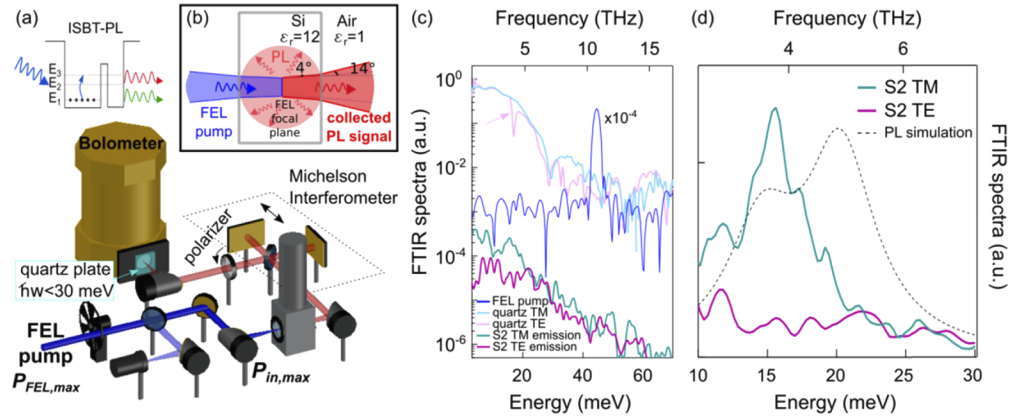 (a)
ISBT-PL
E3
E2
E1
Bolometer
quartz plate
ħw<30 meV
FEL
pump
PFEL,max
Pin,max
polarizer
Michelson
Interferometer
(b)
Si
εr=12
Air
εr=1
PL
4°
14°
FEL
pump
FEL
focal
plane
collected
PL signal
(c)
Frequency (THz)
5 10 15
FTIR spectra (a.u.)
10^0
10^-2
10^-4
10^-6
x10^-4
FEL pump
quartz TM
quartz TE
S2 TM emission
S2 TE emission
20 40 60
Energy (meV)
(d)
Frequency (THz)
4 6
S2 TM
S2 TE
PL simulation
FTIR spectra (a.u.)
10 15 20 25 30
Energy (meV)